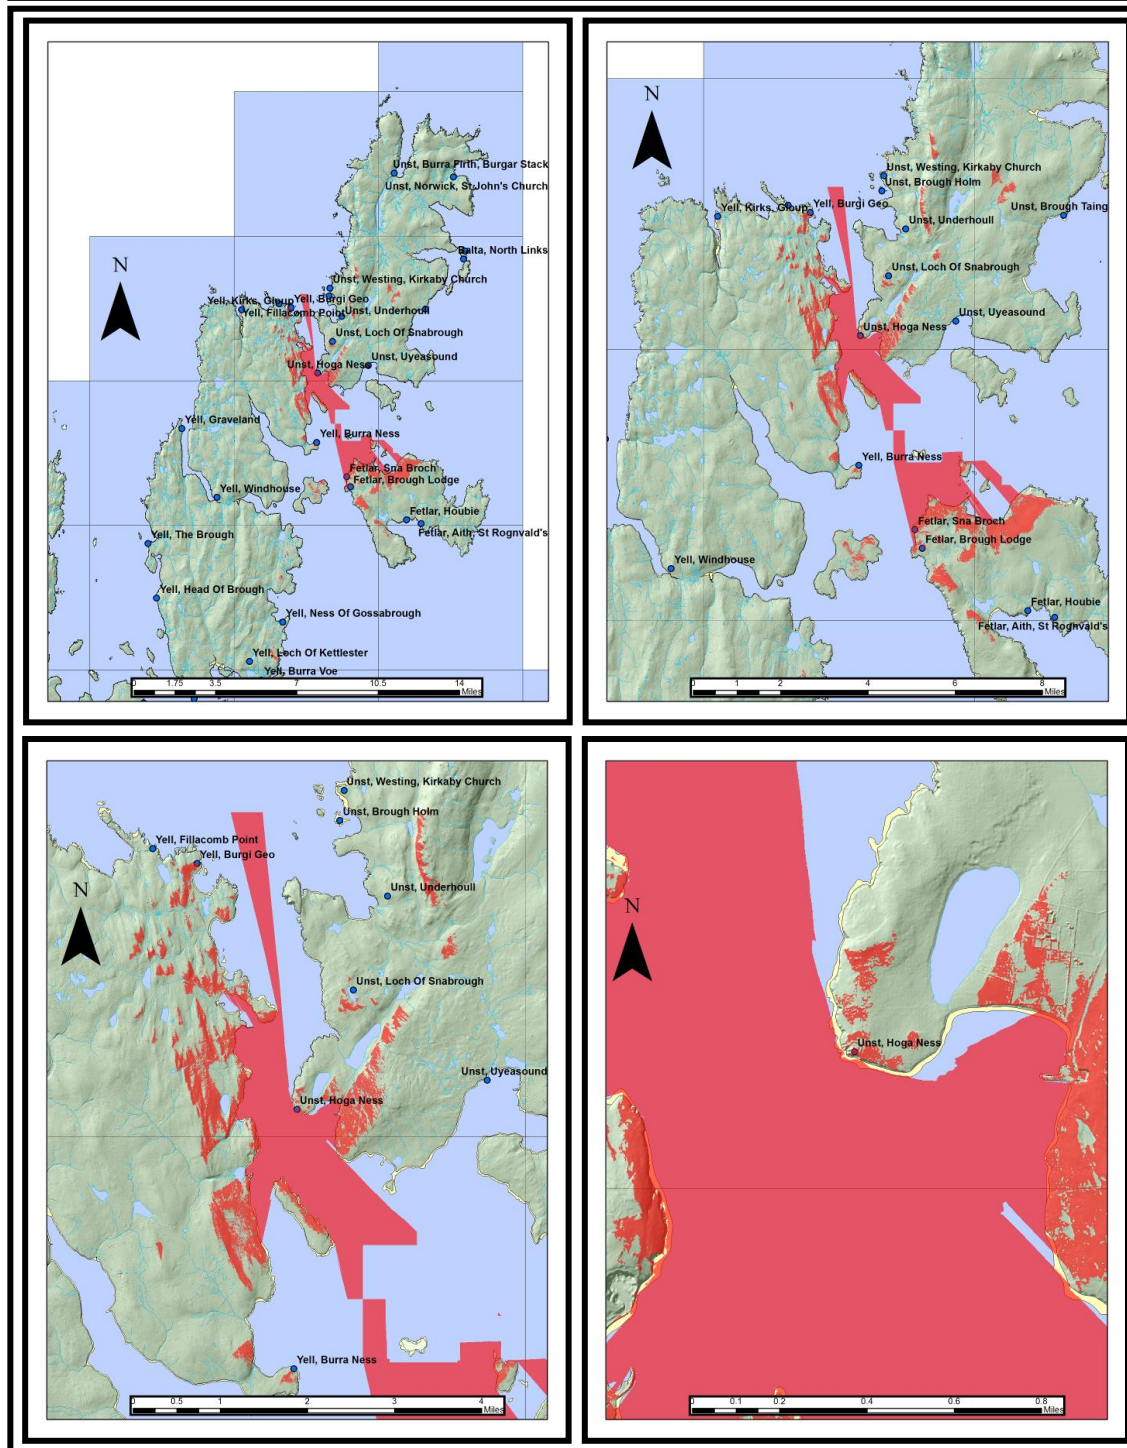 N
Unst, Burra Firth, Burgar Stack
Unst, Norwick, St John's Church
Balta, North Links
Unst, Westing, Kirkaby Church
Yell, Kirks, Gloup
Yell, Burgi Geo
Yell, Fillacomb Point
Unst, Underhoull
Unst, Loch Of Snabrough
Unst, Uyeasound
Unst, Hoga Ness
Yell, Graveland
Yell, Burra Ness
Fetlar, Sna Broch
Fetlar, Brough Lodge
Yell, Windhouse
Fetlar, Houbie
Fetlar, Aith, St Rognvald's
Yell, The Brough
Yell, Head Of Brough
Yell, Ness Of Gossabrough
Yell, Loch Of Kettlester
Yell, Burra Voe
0 1.75 3.5 7 10.5 14
Miles
N
Unst, Westing, Kirkaby Church
Unst, Brough Holm
Yell, Kirks, Gloup
Yell, Burgi Geo
Unst, Brough Taing
Unst, Underhoull
Unst, Loch Of Snabrough
Unst, Uyeasound
Unst, Hoga Ness
Yell, Burra Ness
Fetlar, Sna Broch
Fetlar, Brough Lodge
Yell, Windhouse
Fetlar, Houbie
Fetlar, Aith, St Rognvald's
0 1 2 4 6 8
Miles
Unst, Westing, Kirkaby Church
Unst, Brough Holm
Yell, Fillacomb Point
Yell, Burgi Geo
N
Unst, Underhoull
Unst, Loch Of Snabrough
Unst, Uyeasound
Unst, Hoga Ness
Yell, Burra Ness
0 0.5 1 2 3 4
Miles
N
Unst, Hoga Ness
0 0.1 0.2 0.4 0.6 0.8
Miles